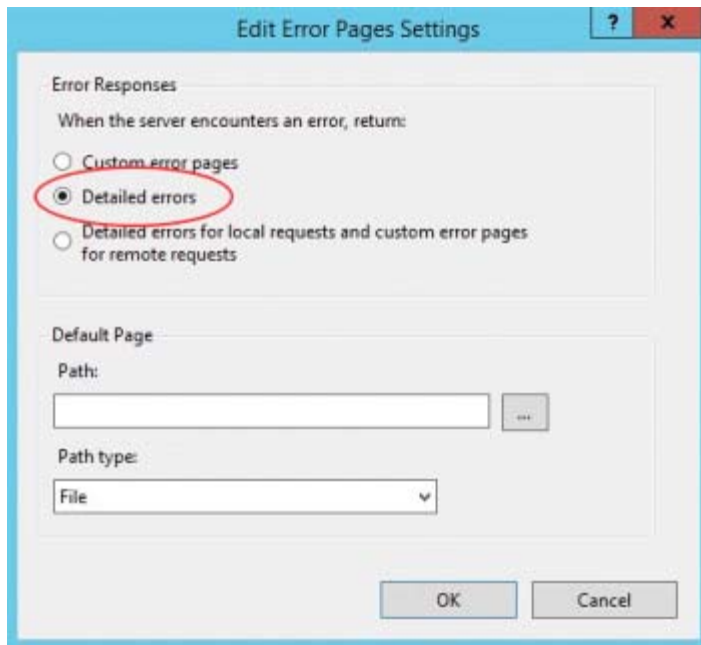 Edit Error Pages Settings
?
x
Error Responses
When the server encounters an error, return:
Custom error pages
Detailed errors
Detailed errors for local requests and custom error pages
for remote requests
Default Page
Path:
...
Path type:
File
OK
Cancel